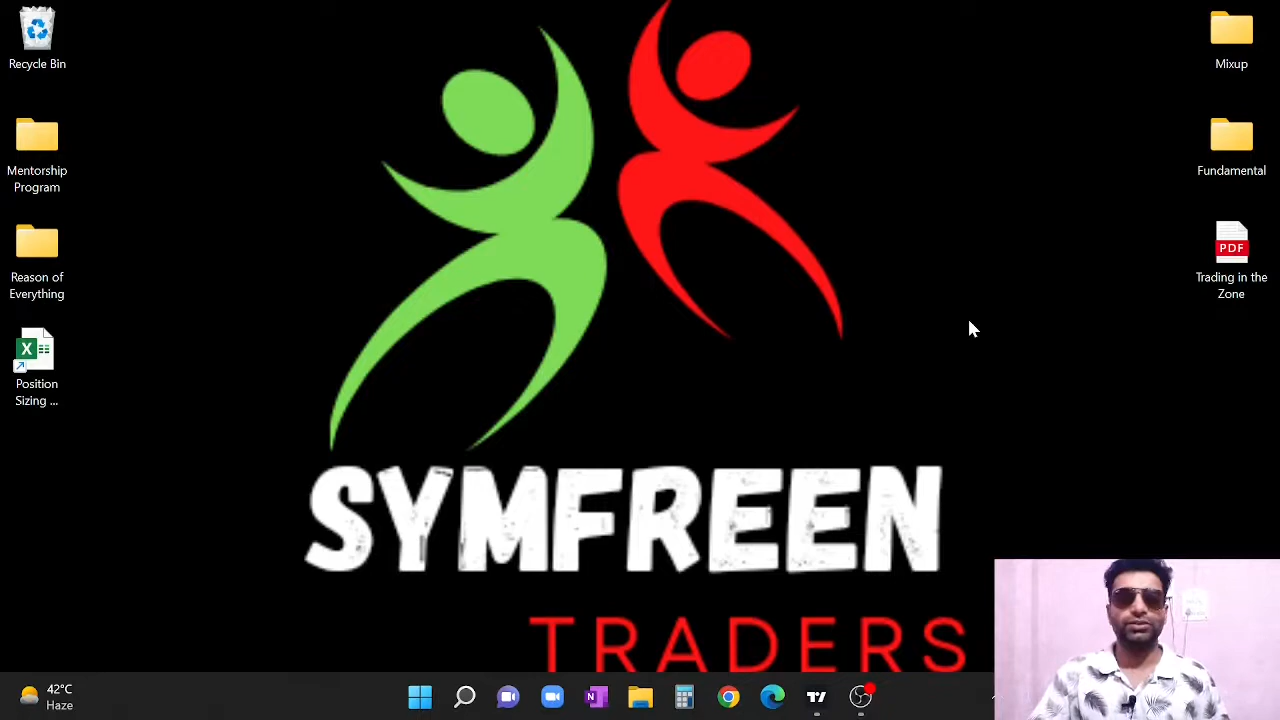 Recycle Bin
Mentorship
Program
Reason of
Everything
Position
Sizing ...
Mixup
Fundamental
PDF
Trading in the
Zone
SYMFREEN
TRADERS
42°C
Haze